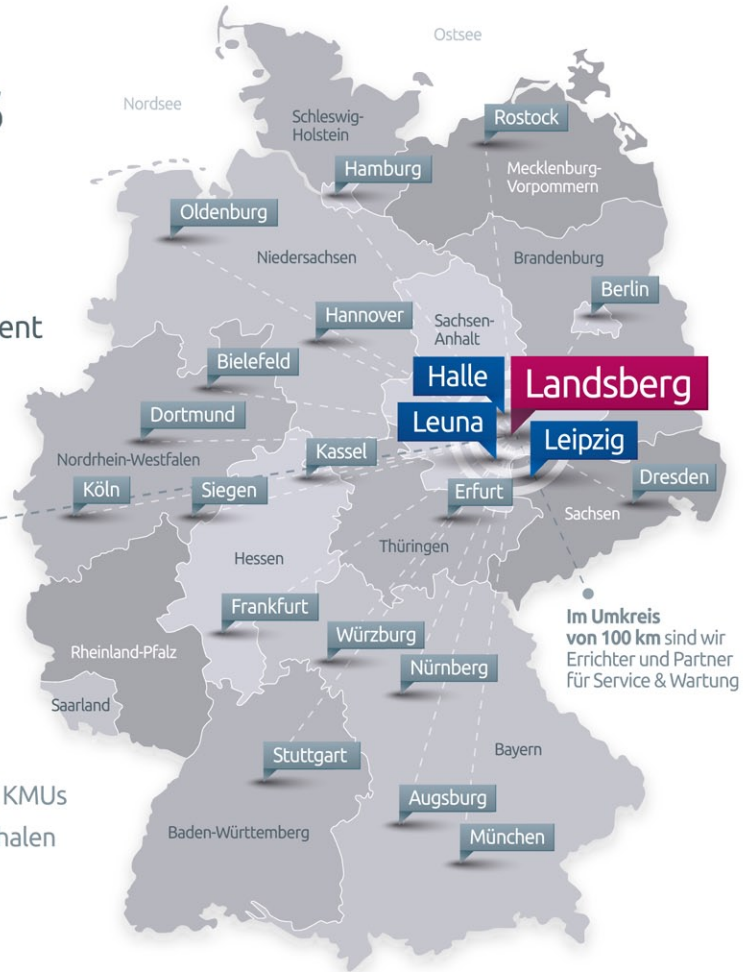 Ostsee
Nordsee
Schleswig-
Holstein
Rostock
Hamburg
Mecklenburg-
Vorpommern
Oldenburg
Niedersachsen
Brandenburg
Berlin
Hannover
Sachsen-
Anhalt
Bielefeld
Halle
Landsberg
Dortmund
Leuna
Leipzig
Nordrhein-Westfalen
Kassel
Köln
Siegen
Erfurt
Dresden
Sachsen
Hessen
Thüringen
Frankfurt
Im Umkreis
von 100 km sind wir
Errichter und Partner
für Service & Wartung
Würzburg
Rheinland-Pfalz
Nürnberg
Saarland
Stuttgart
Bayern
KMUs
Augsburg
Baden-Württemberg
München